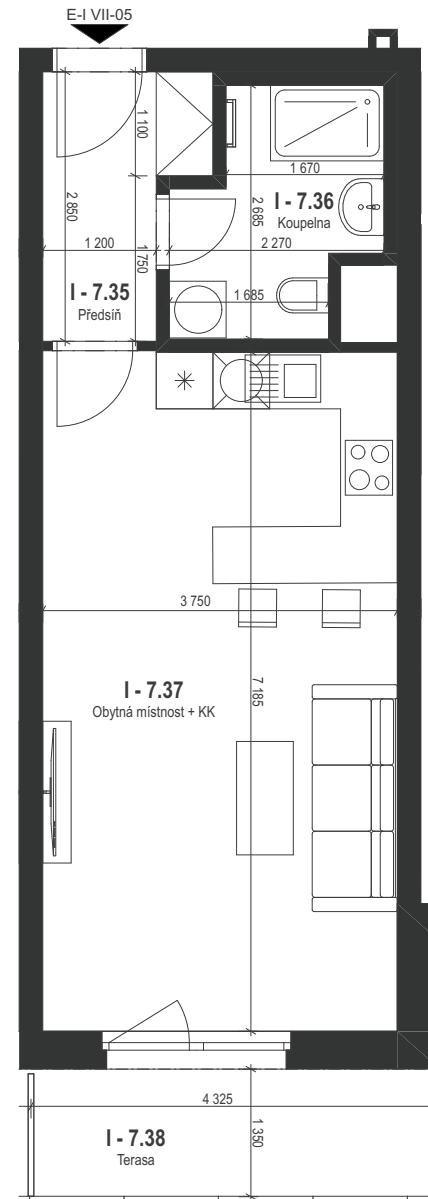 E-I VII-05
1 100
1 670
2 850
I - 7.36
Koupelna
2 685
1 200
1 750
2 270
I - 7.35
Předsíň
1 685
3 750
I - 7.37
Obytná místnost + KK
7 185
4 325
1 350
I - 7.38
Terasa